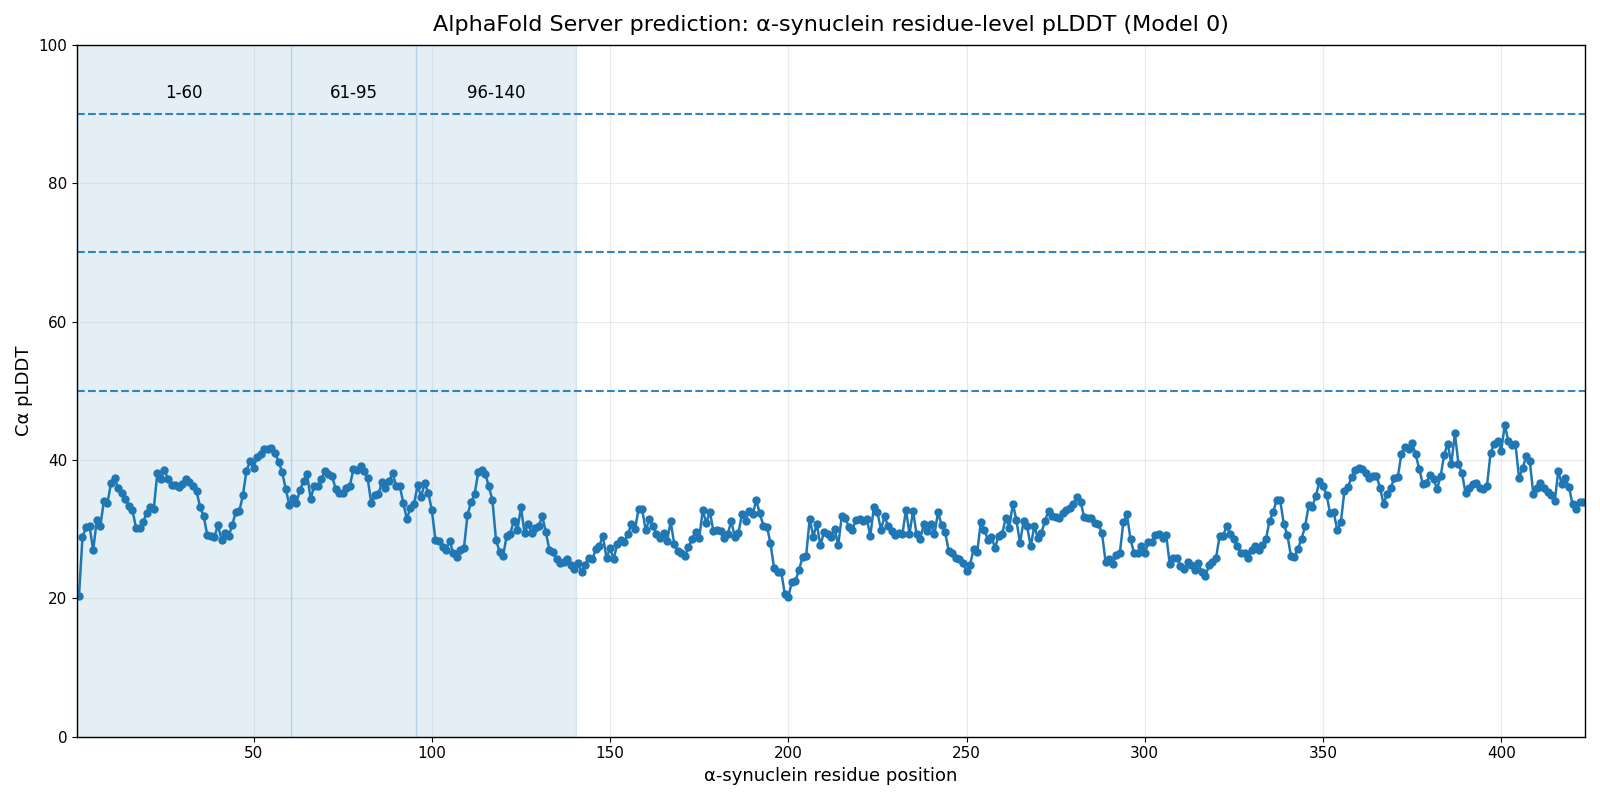 AlphaFold Server prediction: α-synuclein residue-level pLDDT (Model 0)
100
1-60 61-95 96-140
80
60
40
20
0
Cα pLDDT
50 100 150 200 250 300 350 400
α-synuclein residue position